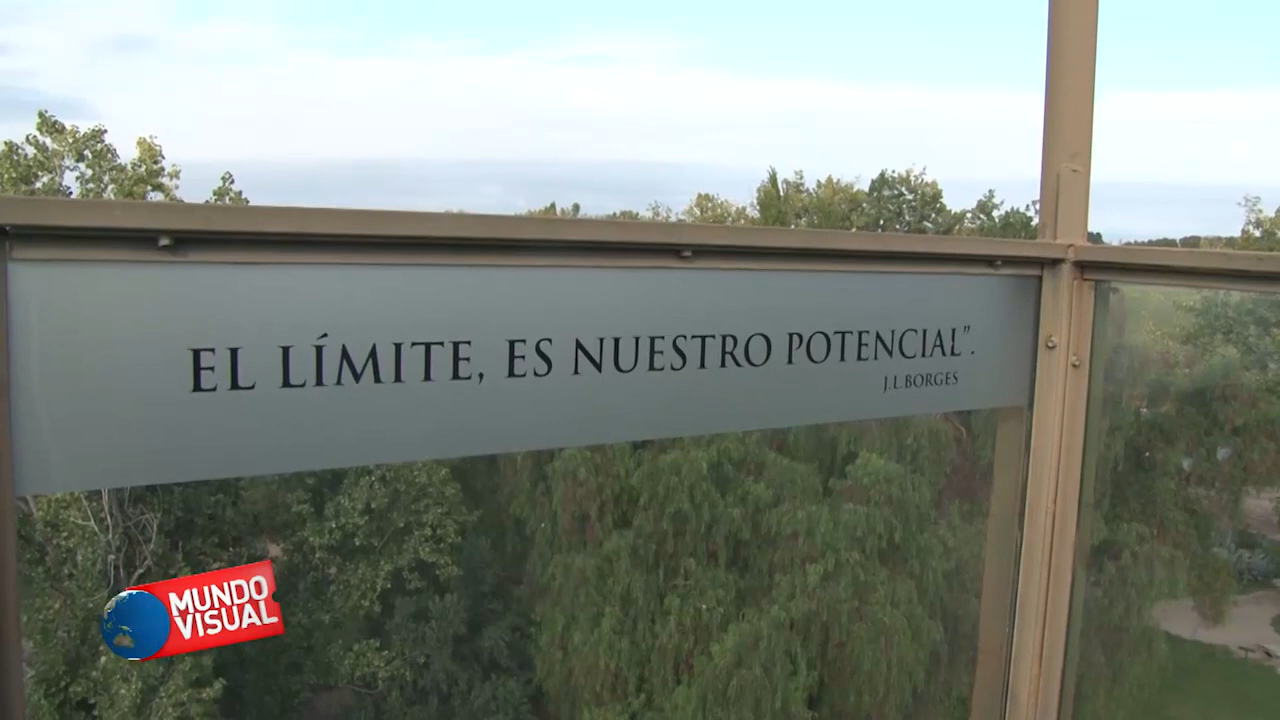 EL LÍMITE, ES NUESTRO POTENCIAL”.
J.L.BORGES
MUNDO
VISUAL